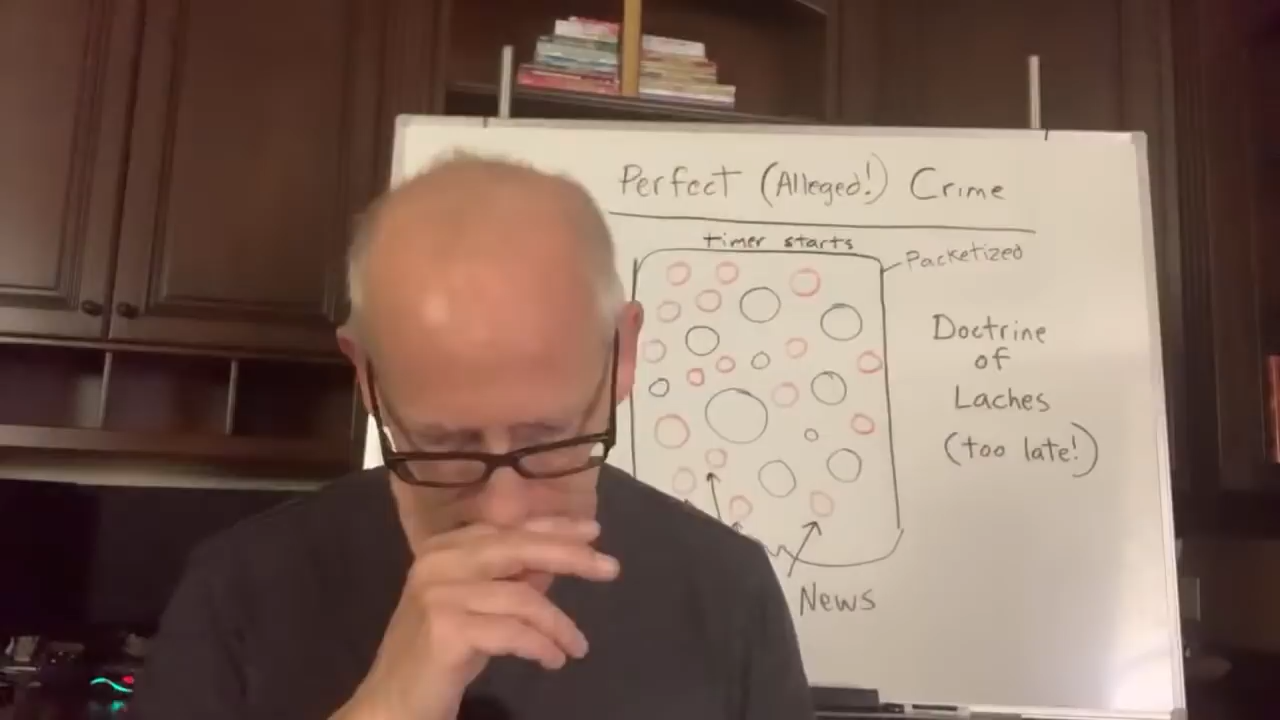 Perfect (Alleged!) Crime
timer starts
Packetized
Doctrine
of
Laches
(too late!)
News